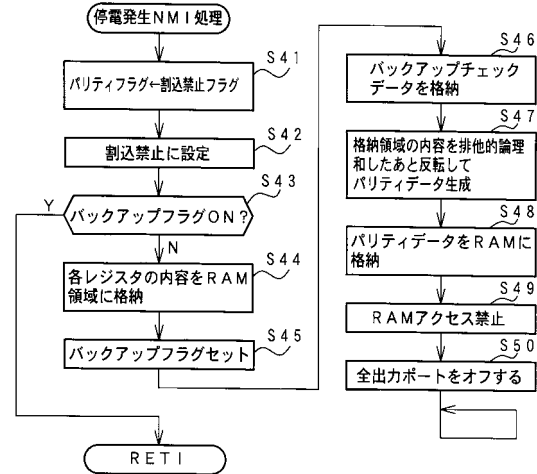 停電発生NMI処理
S41
パリティフラグ←割込禁止フラグ
S42
割込禁止に設定
S43
バックアップフラグON?
Y
N
S44
各レジスタの内容をRAM
領域に格納
S45
バックアップフラグセット
RETI
S46
バックアップチェック
データを格納
S47
格納領域の内容を排他的論理
和したあと反転して
パリティデータ生成
S48
パリティデータをRAMに
格納
S49
RAMアクセス禁止
S50
全出力ポートをオフする